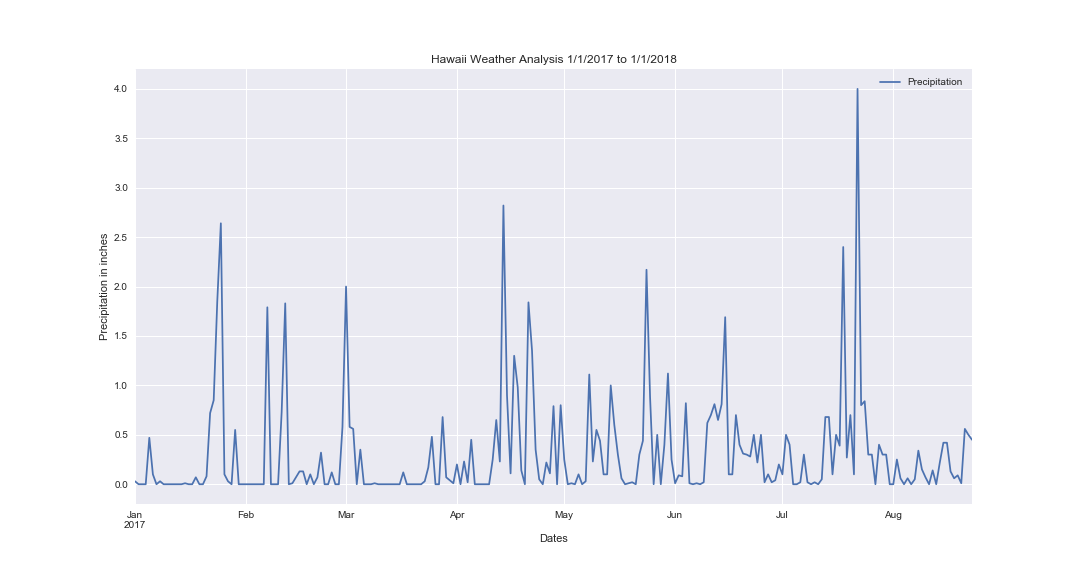 Hawaii Weather Analysis 1/1/2017 to 1/1/2018
Precipitation
4.0
3.5
3.0
2.5
2.0
1.5
1.0
0.5
0.0
Precipitation in inches
Jan Feb Mar Apr May Jun Jul Aug
2017
Dates